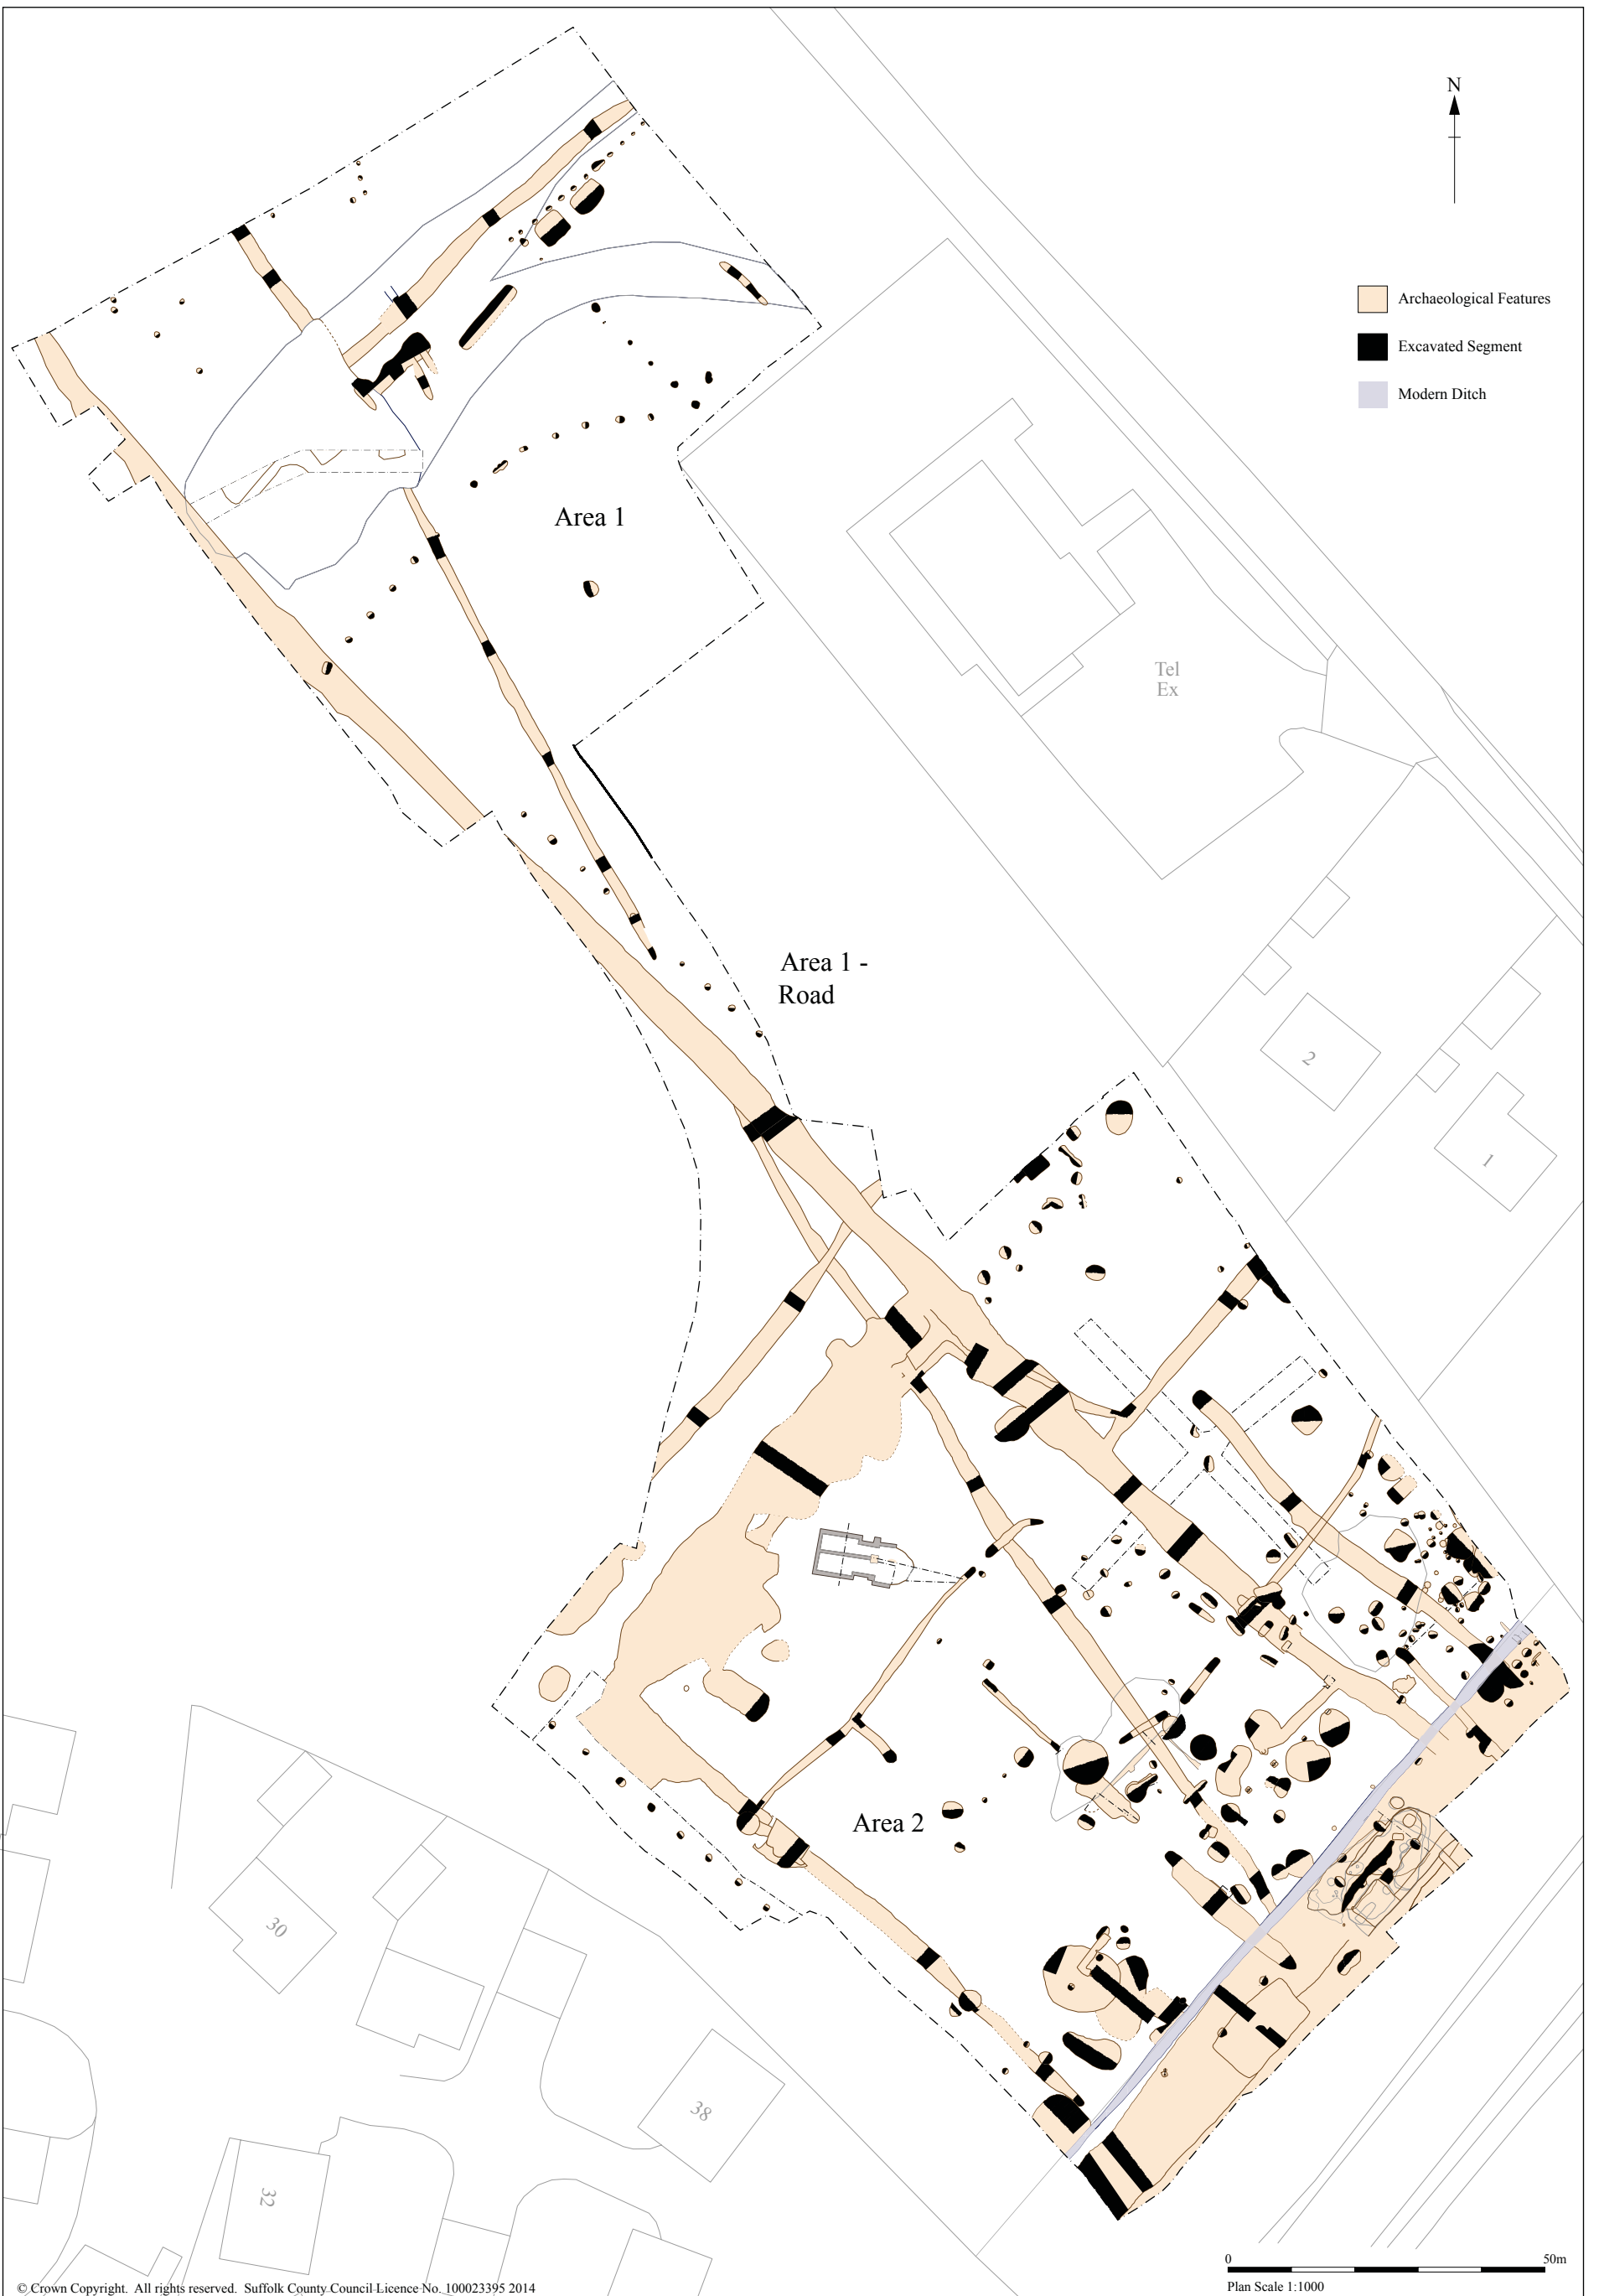 N
Archaeological Features
Excavated Segment
Modern Ditch
Area 1
Tel
Ex
Area 1 -
Road
2
1
Area 2
30
38
32
0 50m
Plan Scale 1:1000
© Crown Copyright. All rights reserved. Suffolk County Council Licence No. 100023395 2014